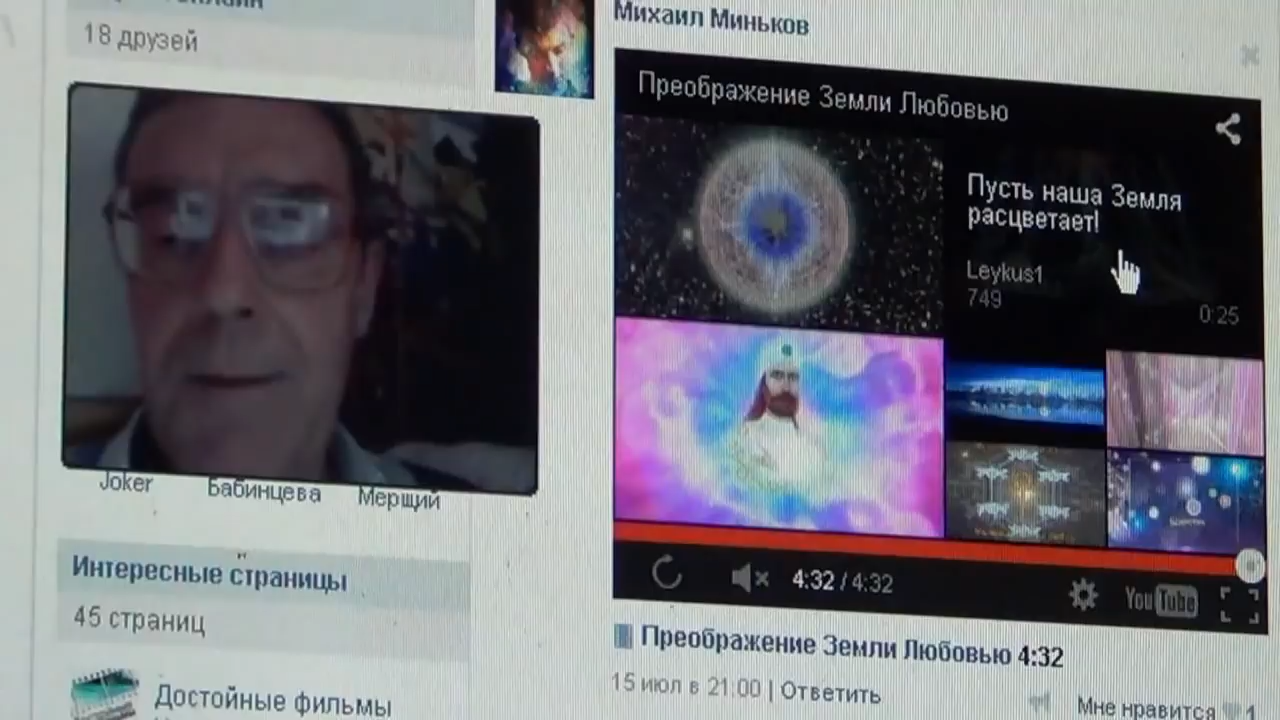 18 друзей
Joker Бабинцева Мерщий
Интересные страницы
45 страниц
Достойные фильмы
Михаил Миньков
Преображение Земли Любовью
Пусть наша Земля
расцветает!
Leykus1
749
0:25
4:32 / 4:32
YouTube
Преображение Земли Любовью 4:32
15 июл в 21:00 | Ответить
Мне нравится 1